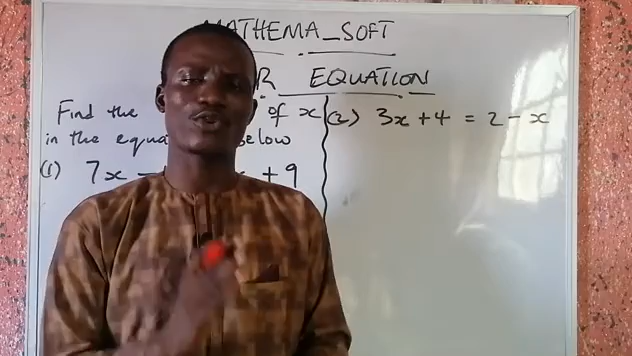 MATHEMA_SOFT
R EQUATION
Find the of x
in the equa below
(1) 7x + 9
(2) 3x + 4 = 2 - x